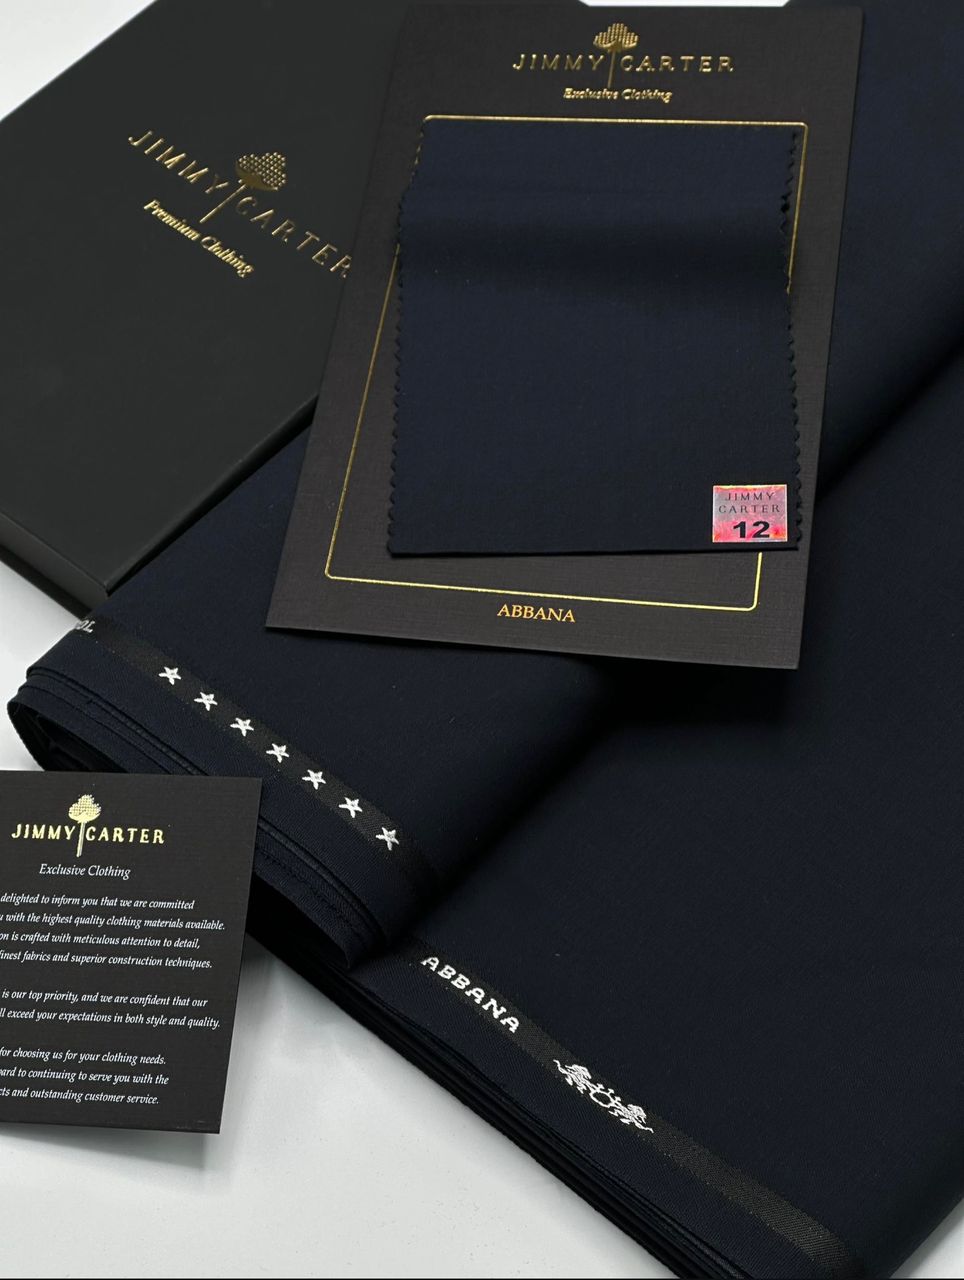 JIMMY CARTER
Premium Clothing
JIMMY CARTER
Exclusive Clothing
JIMMY
CARTER
12
ABBANA
JIMMY CARTER
Exclusive Clothing
delighted to inform you that we are committed
with the highest quality clothing materials available.
is crafted with meticulous attention to detail,
finest fabrics and superior construction techniques.
is our top priority, and we are confident that our
exceed your expectations in both style and quality.
for choosing us for your clothing needs.
to continuing to serve you with the
and outstanding customer service.
ABBANA